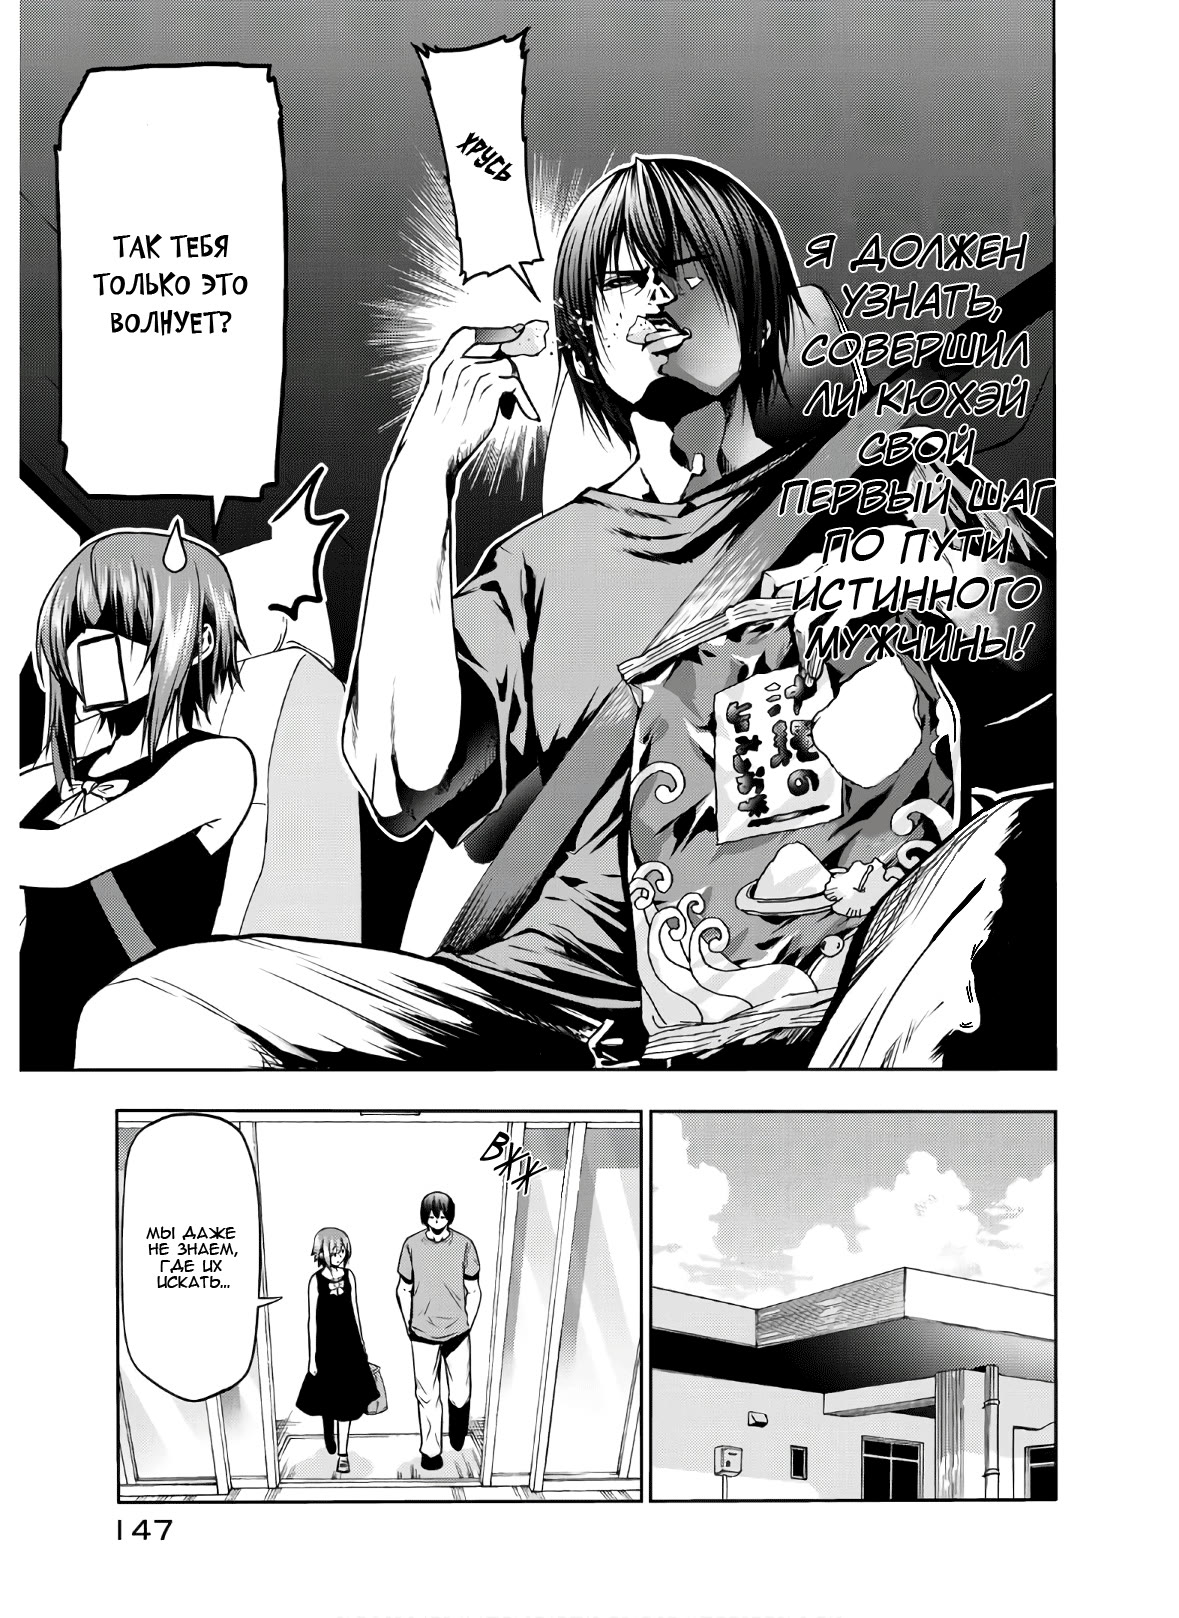 Я ДОЛЖЕН
УЗНАТЬ,
СОВЕРШИЛ
ЛИ КЮХЭЙ
СВОЙ
ПЕРВЫЙ ШАГ
ПО ПУТИ
ИСТИННОГО
МУЖЧИНЫ!
ХРУСЬ
ТАК ТЕБЯ
ТОЛЬКО ЭТО
ВОЛНУЕТ?
ВЖЖ
МЫ ДАЖЕ
НЕ ЗНАЕМ,
ГДЕ ИХ
ИСКАТЬ...
147